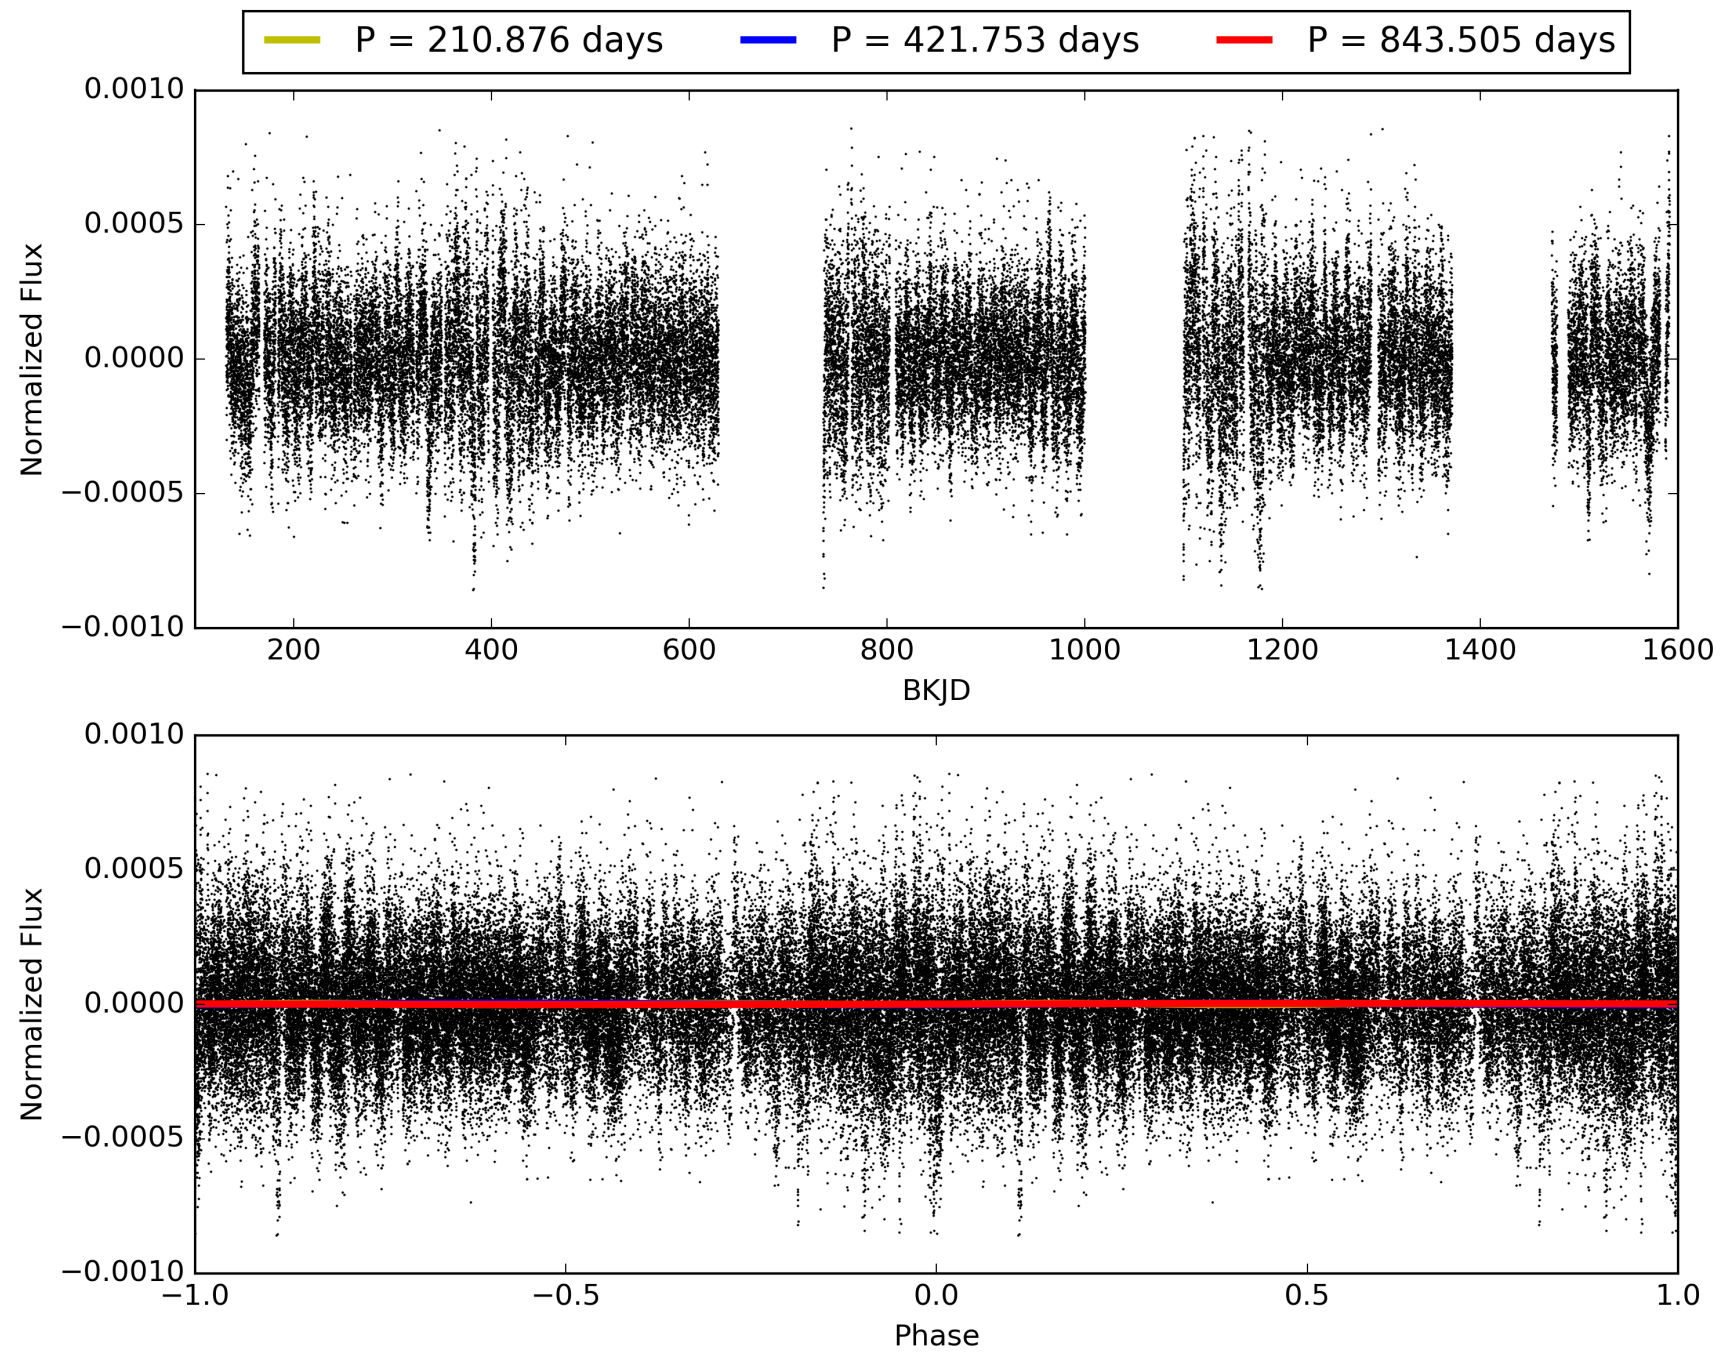 P = 210.876 days P = 421.753 days P = 843.505 days
0.0010
0.0005
0.0000
−0.0005
−0.0010
Normalized Flux
200 400 600 800 1000 1200 1400 1600
BKJD
0.0010
0.0005
0.0000
−0.0005
−0.0010
Normalized Flux
−1.0 −0.5 0.0 0.5 1.0
Phase